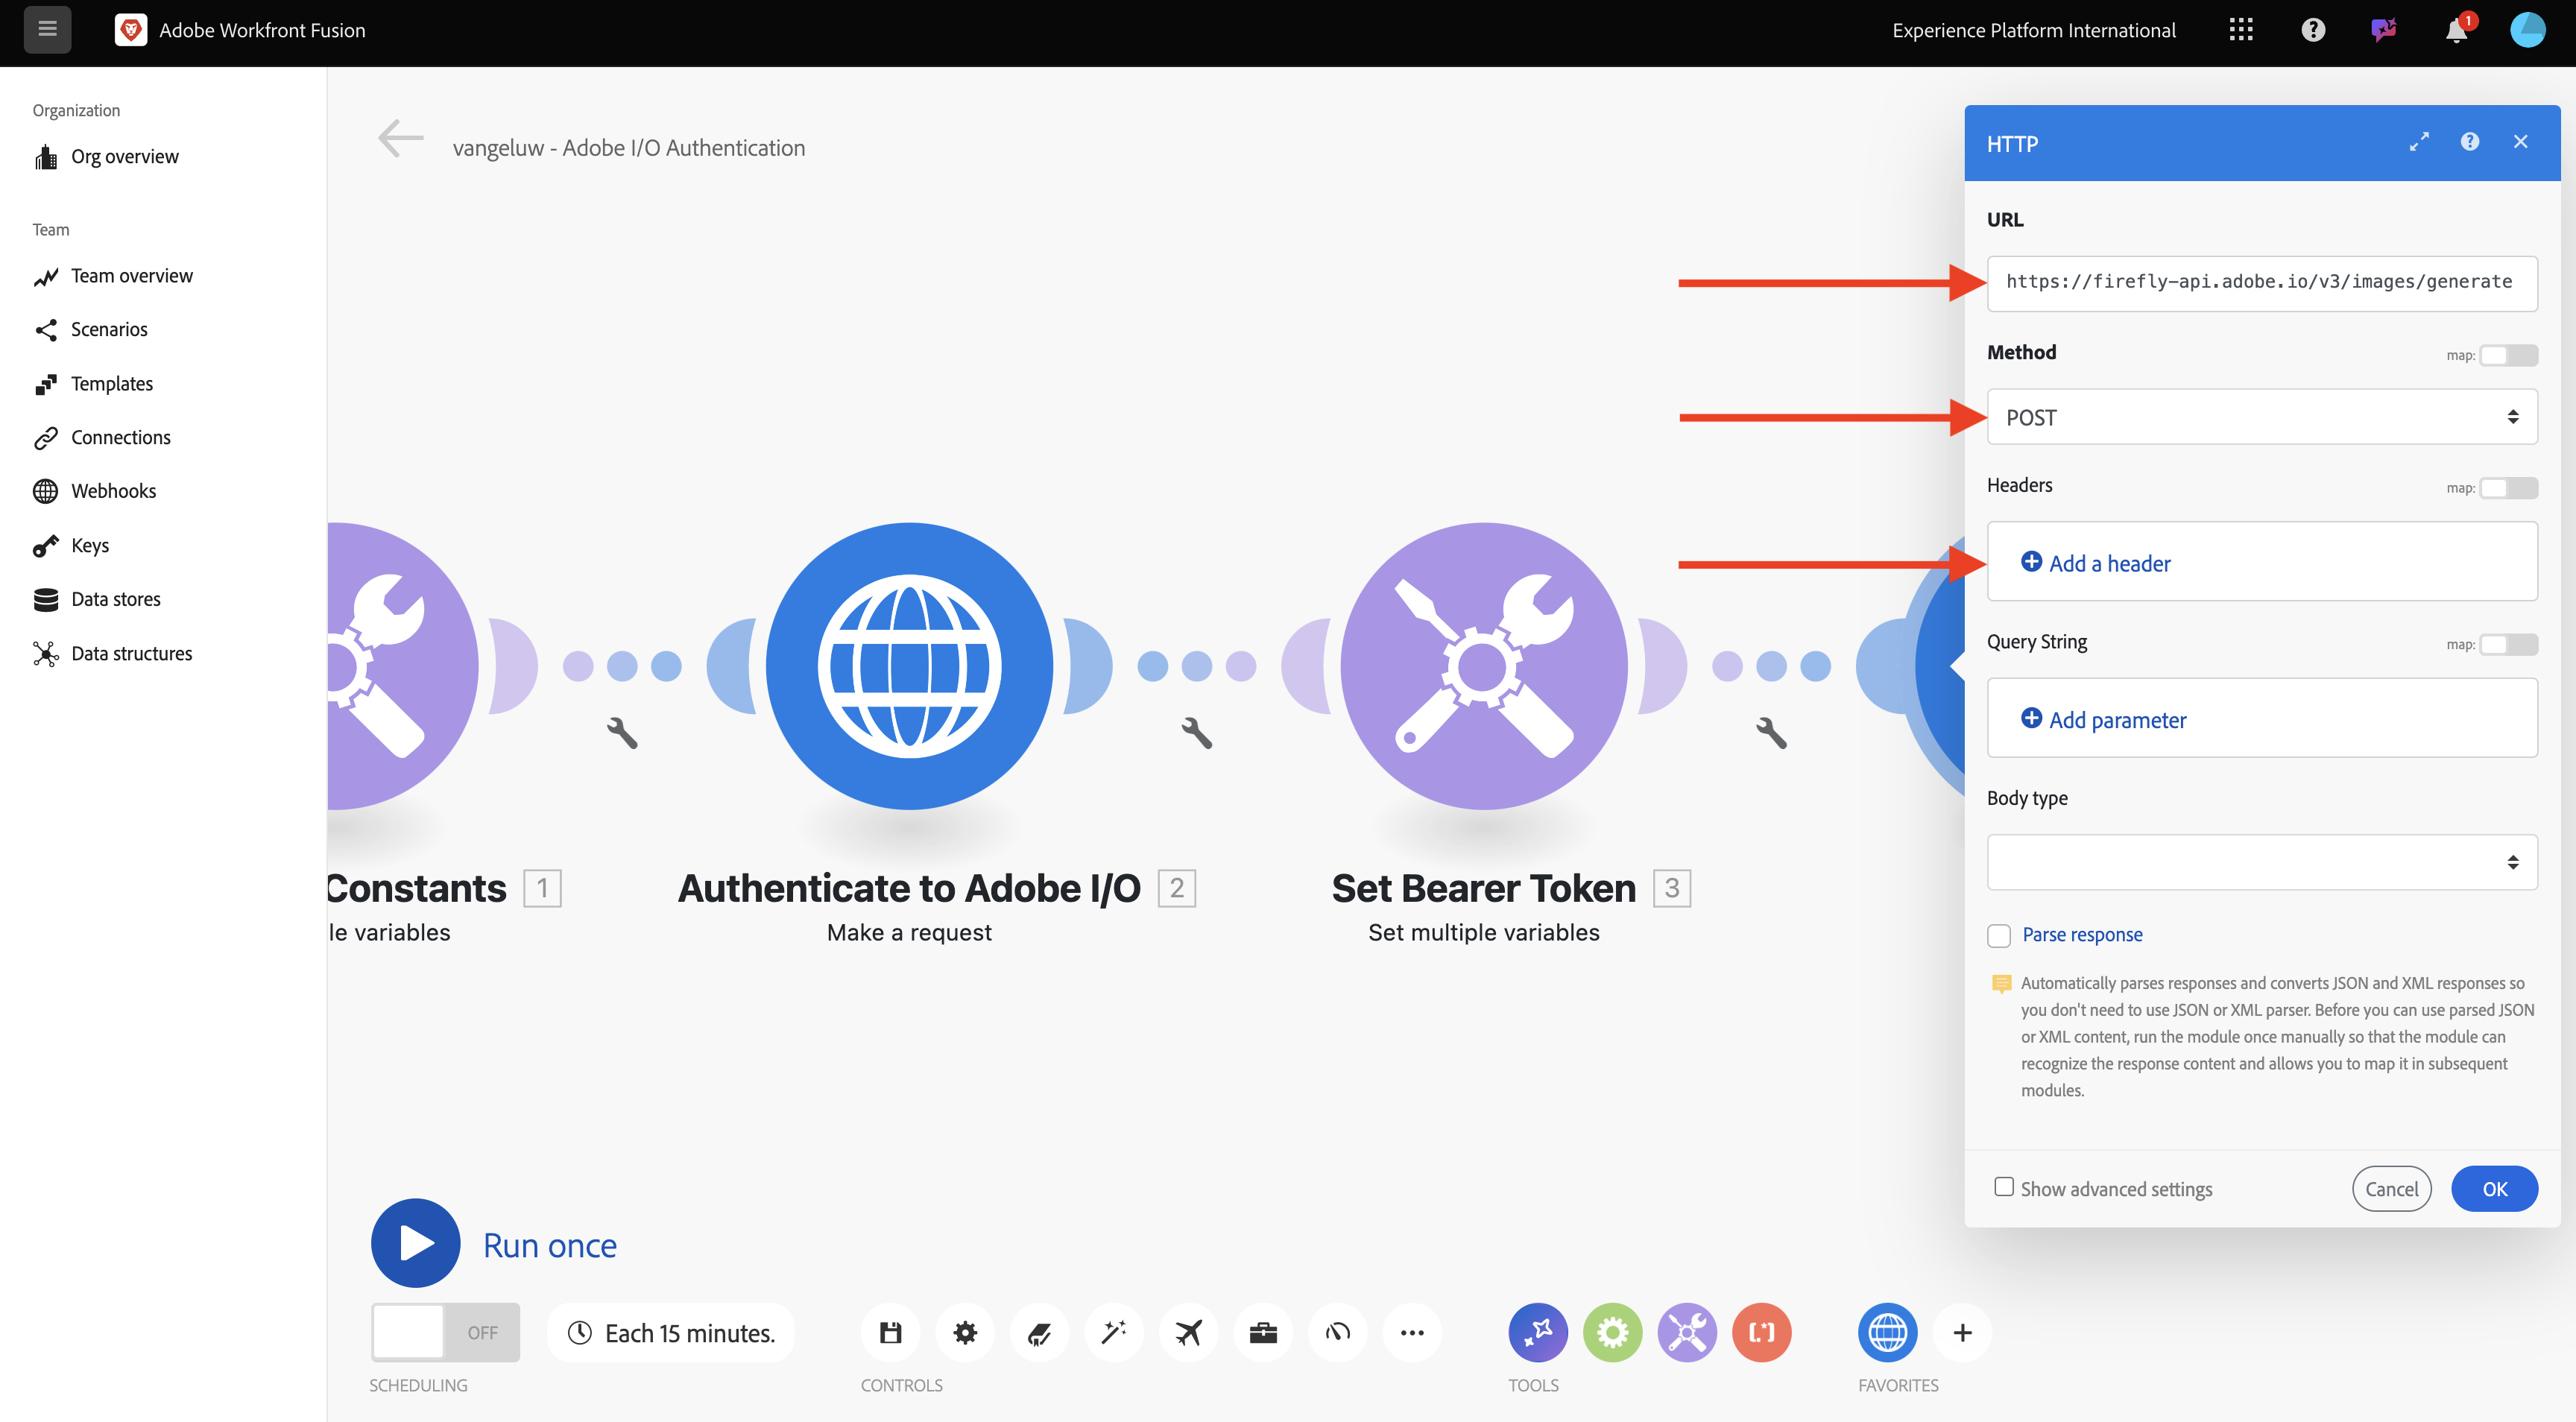 Adobe Workfront Fusion
Experience Platform International
1
Organization
Org overview
Team
Team overview
Scenarios
Templates
Connections
Webhooks
Keys
Data stores
Data structures
vangeluw - Adobe I/O Authentication
Constants 1
le variables
Authenticate to Adobe I/O 2
Make a request
Set Bearer Token 3
Set multiple variables
HTTP
URL
https://firefly-api.adobe.io/v3/images/generate
Method
map:
POST
Headers
map:
Add a header
Query String
map:
Add parameter
Body type
Parse response
Automatically parses responses and converts JSON and XML responses so
you don't need to use JSON or XML parser. Before you can use parsed JSON
or XML content, run the module once manually so that the module can
recognize the response content and allows you to map it in subsequent
modules.
Show advanced settings
Cancel
OK
Run once
OFF
Each 15 minutes.
SCHEDULING
CONTROLS
TOOLS
FAVORITES